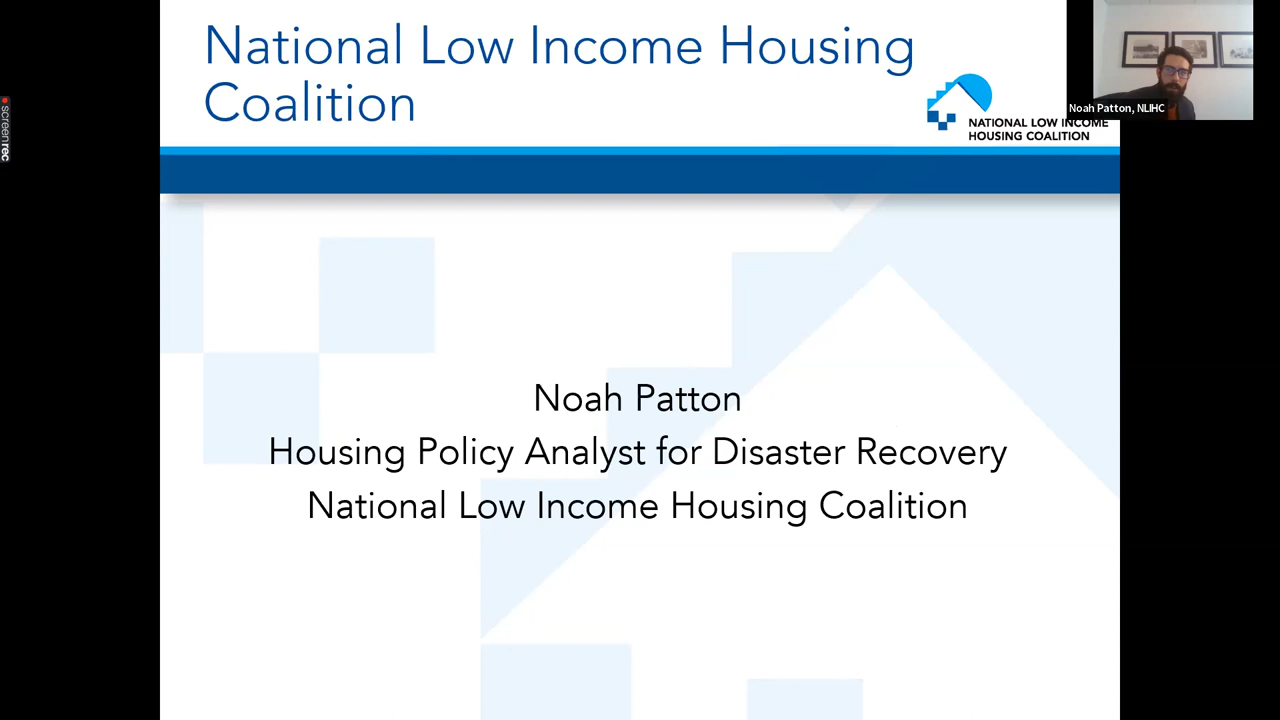 National Low Income Housing
Coalition
NATIONAL LOW INCOME
HOUSING COALITION
Noah Patton, NLIHC
screenrec
Noah Patton
Housing Policy Analyst for Disaster Recovery
National Low Income Housing Coalition